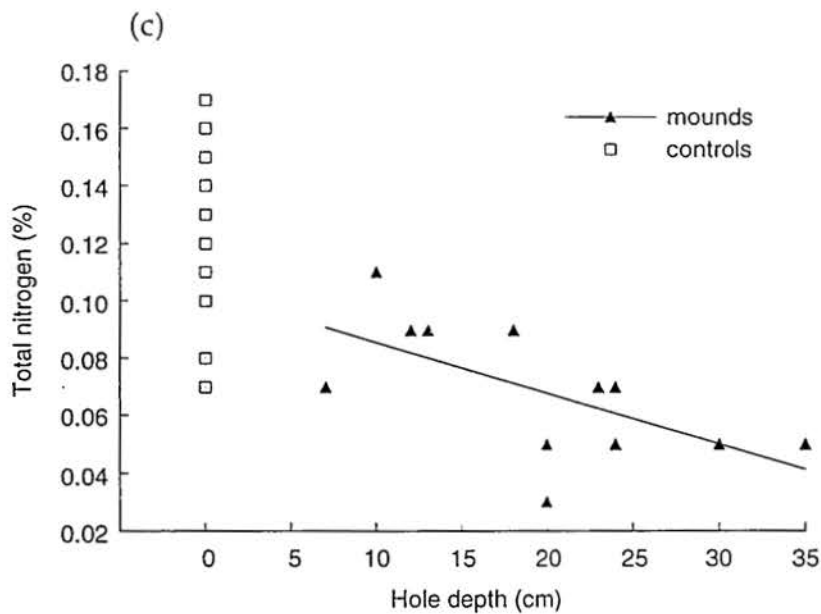 (c)
0.18
0.16
0.14
0.12
0.10
0.08
0.06
0.04
0.02
Total nitrogen (%)
mounds
controls
0 5 10 15 20 25 30 35
Hole depth (cm)